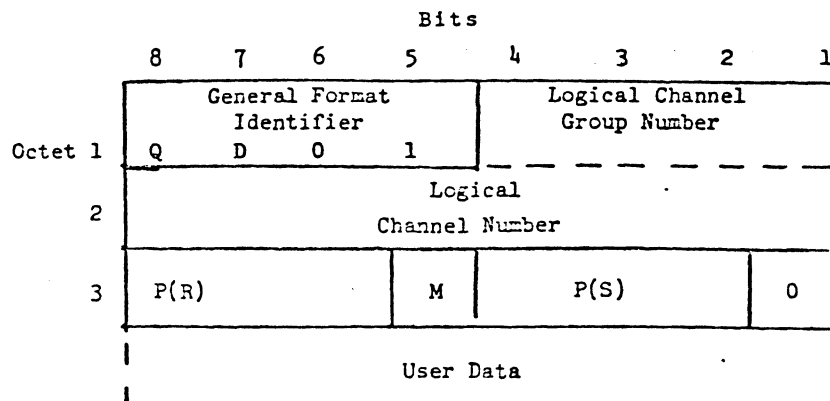 Bits
8 7 6 5 4 3 2 1
General Format Logical Channel
Identifier Group Number
Octet 1 Q D 0 1
Logical
2
Channel Number
3 P(R) M P(S) 0
User Data